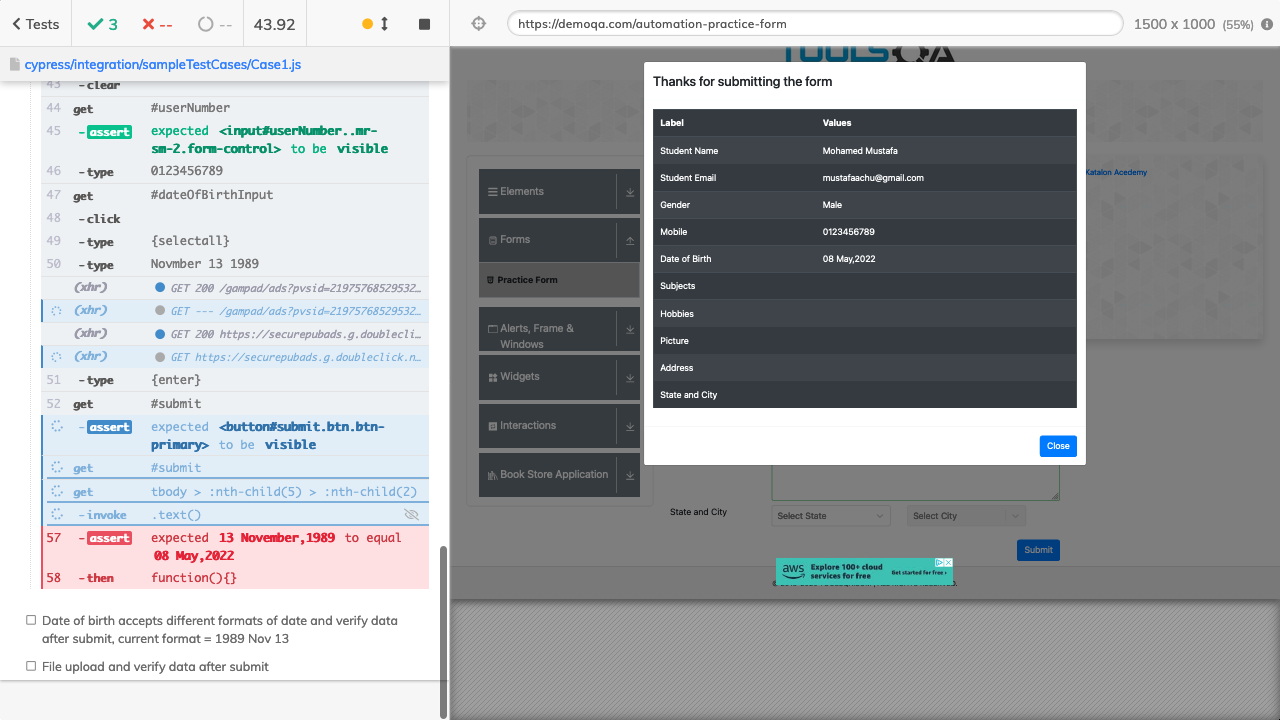 Tests
3
--
--
43.92
https://demoqa.com/automation-practice-form
1500 x 1000 (55%)
cypress/integration/sampleTestCases/Case1.js
43 -clear
44 get #userNumber
45 -assert expected <input#userNumber..mr-
sm-2.form-control> to be visible
46 -type 0123456789
47 get #dateOfBirthInput
48 -click
49 -type {selectall}
50 -type Novmber 13 1989
(xhr) GET 200 /gampad/ads?pvsid=21975768529532…
(xhr) GET --- /gampad/ads?pvsid=21975768529532…
(xhr) GET 200 https://securepubads.g.doublecli…
(xhr) GET https://securepubads.g.doubleclick.n…
51 -type {enter}
52 get #submit
-assert expected <button#submit.btn.btn-
primary> to be visible
get #submit
get tbody > :nth-child(5) > :nth-child(2)
-invoke .text()
57 -assert expected 13 November,1989 to equal
08 May,2022
58 -then function(){}
Date of birth accepts different formats of date and verify data
after submit, current format = 1989 Nov 13
File upload and verify data after submit
TOOLSQA
Elements
Forms
Practice Form
Alerts, Frame &
Windows
Widgets
Interactions
Book Store Application
Katalon Acedemy
Thanks for submitting the form
Label Values
Student Name Mohamed Mustafa
Student Email mustafaachu@gmail.com
Gender Male
Mobile 0123456789
Date of Birth 08 May,2022
Subjects
Hobbies
Picture
Address
State and City
Close
State and City Select State Select City
Submit
aws Explore 100+ cloud
services for free
Get started for free ›